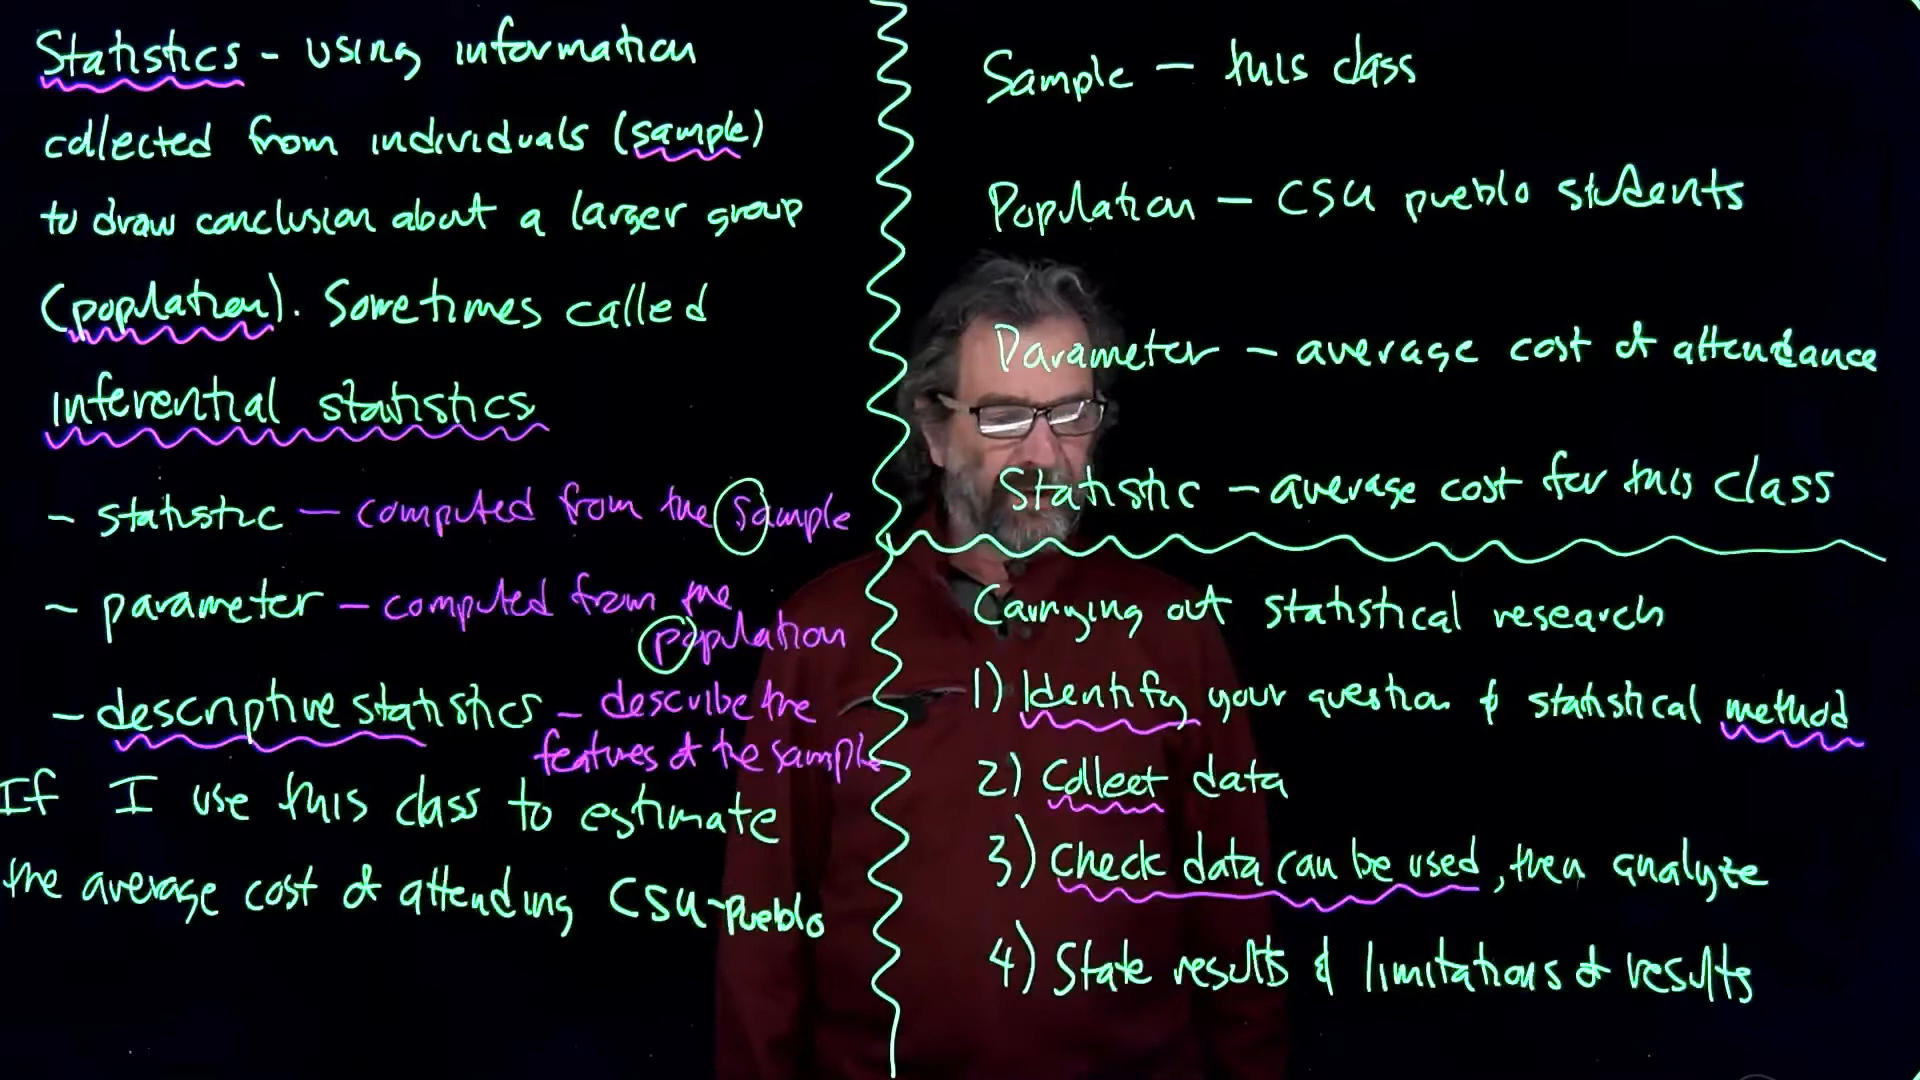 Statistics - using information
collected from individuals (sample)
to draw conclusion about a larger group
(population). Sometimes called
inferential statistics
- statistic - computed from the sample
- parameter - computed from the
population
- descriptive statistics - describe the
features of the sample
If I use this class to estimate
the average cost of attending CSU-Pueblo
Sample - this class
Population - CSU pueblo students
Parameter - average cost of attendance
Statistic - average cost for this class
Carrying out statistical research
1) Identify your question & statistical method
2) Collect data
3) Check data can be used, then analyze
4) State results & limitations of results